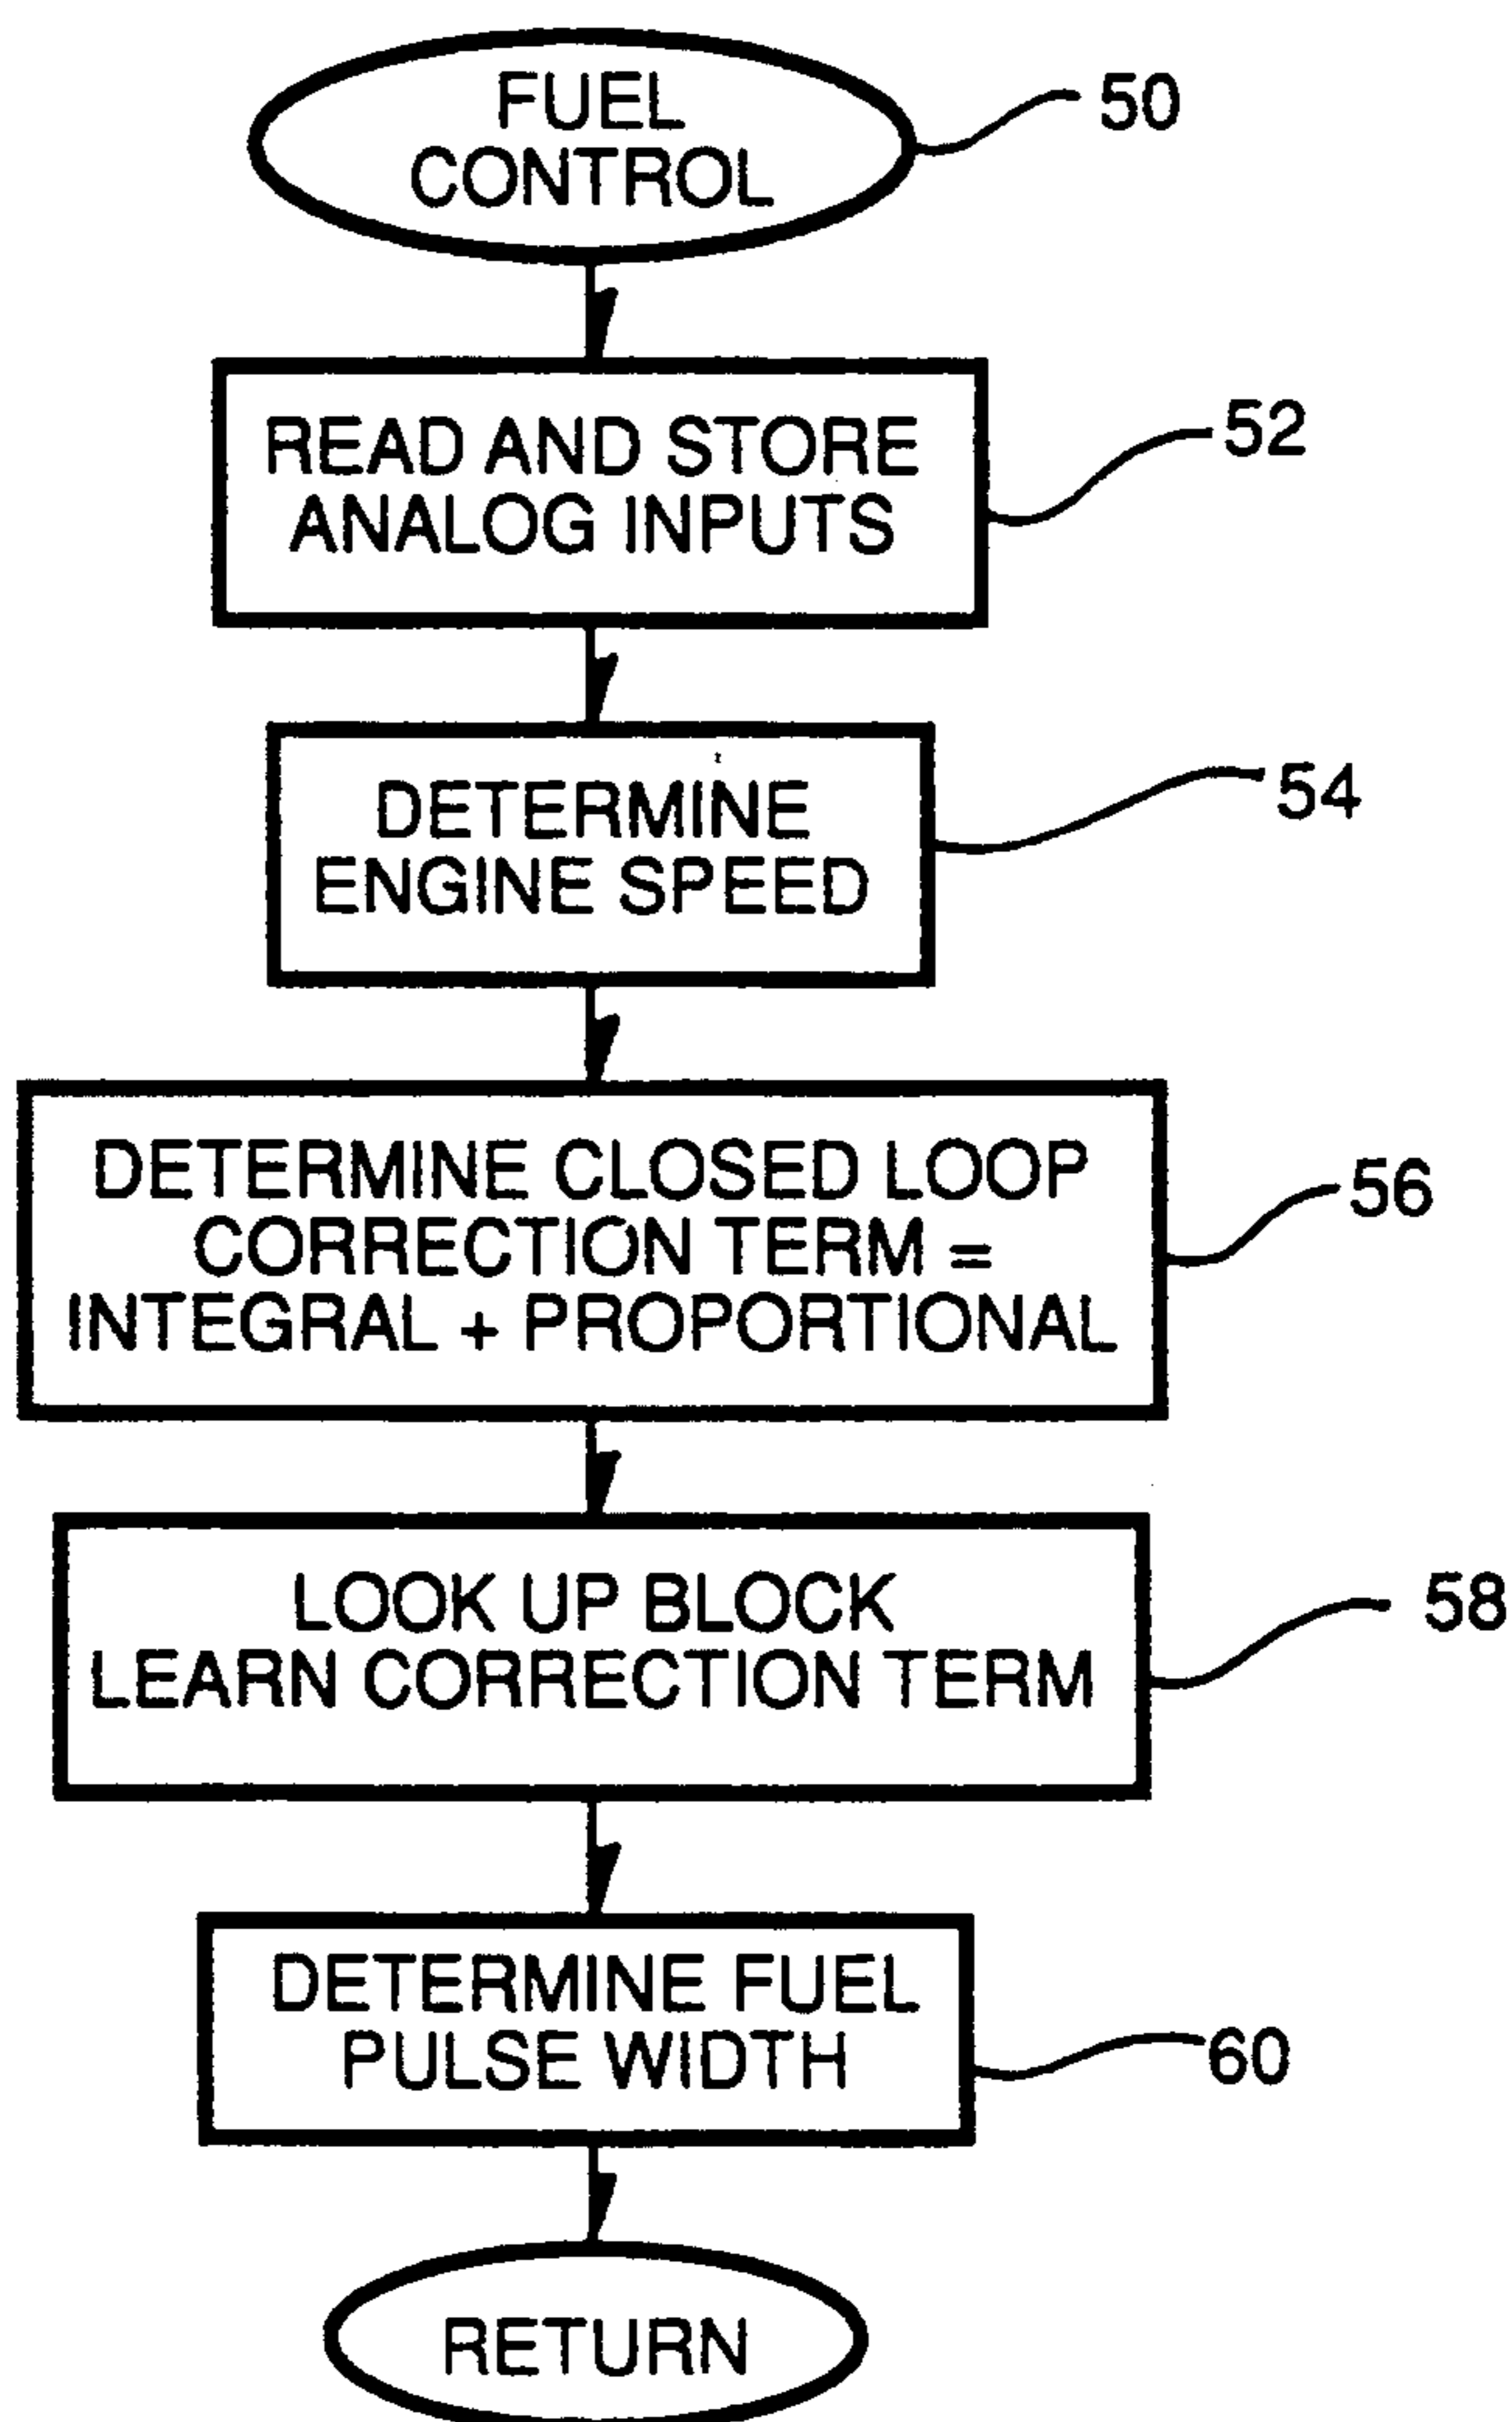 FUEL
CONTROL
50
READ AND STORE
ANALOG INPUTS
52
DETERMINE
ENGINE SPEED
54
DETERMINE CLOSED LOOP
CORRECTION TERM =
INTEGRAL + PROPORTIONAL
56
LOOK UP BLOCK
LEARN CORRECTION TERM
58
DETERMINE FUEL
PULSE WIDTH
60
RETURN